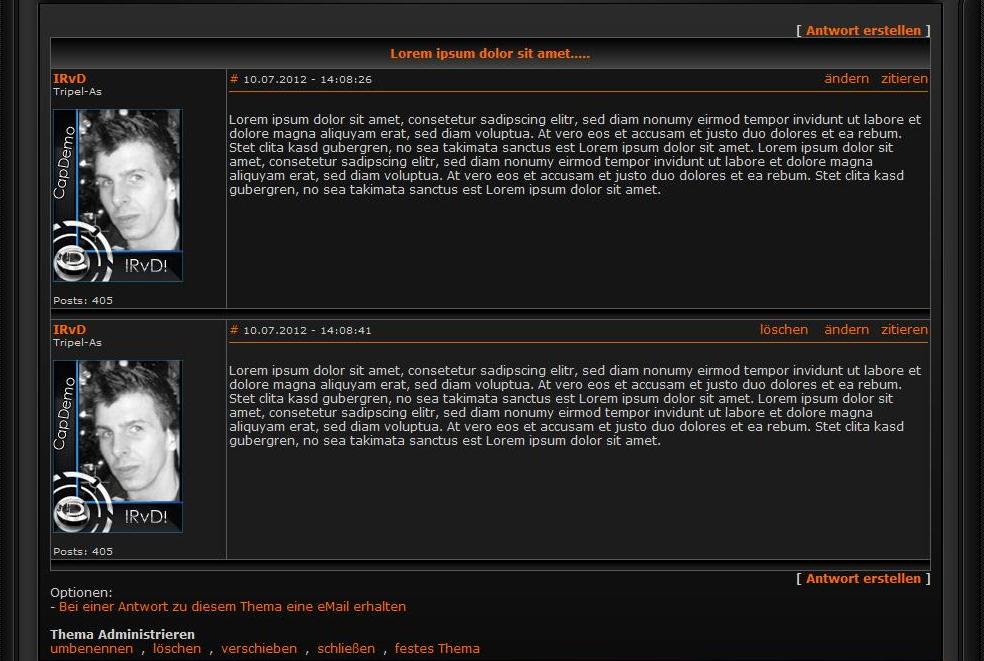 [ Antwort erstellen ]
Lorem ipsum dolor sit amet.....
IRvD
Tripel-As
CapDemo
IRvD!
Posts: 405
# 10.07.2012 - 14:08:26
ändern zitieren
Lorem ipsum dolor sit amet, consetetur sadipscing elitr, sed diam nonumy eirmod tempor invidunt ut labore et
dolore magna aliquyam erat, sed diam voluptua. At vero eos et accusam et justo duo dolores et ea rebum.
Stet clita kasd gubergren, no sea takimata sanctus est Lorem ipsum dolor sit amet. Lorem ipsum dolor sit
amet, consetetur sadipscing elitr, sed diam nonumy eirmod tempor invidunt ut labore et dolore magna
aliquyam erat, sed diam voluptua. At vero eos et accusam et justo duo dolores et ea rebum. Stet clita kasd
gubergren, no sea takimata sanctus est Lorem ipsum dolor sit amet.
IRvD
Tripel-As
CapDemo
IRvD!
Posts: 405
# 10.07.2012 - 14:08:41
löschen ändern zitieren
Lorem ipsum dolor sit amet, consetetur sadipscing elitr, sed diam nonumy eirmod tempor invidunt ut labore et
dolore magna aliquyam erat, sed diam voluptua. At vero eos et accusam et justo duo dolores et ea rebum.
Stet clita kasd gubergren, no sea takimata sanctus est Lorem ipsum dolor sit amet. Lorem ipsum dolor sit
amet, consetetur sadipscing elitr, sed diam nonumy eirmod tempor invidunt ut labore et dolore magna
aliquyam erat, sed diam voluptua. At vero eos et accusam et justo duo dolores et ea rebum. Stet clita kasd
gubergren, no sea takimata sanctus est Lorem ipsum dolor sit amet.
[ Antwort erstellen ]
Optionen:
- Bei einer Antwort zu diesem Thema eine eMail erhalten
Thema Administrieren
umbenennen , löschen , verschieben , schließen , festes Thema